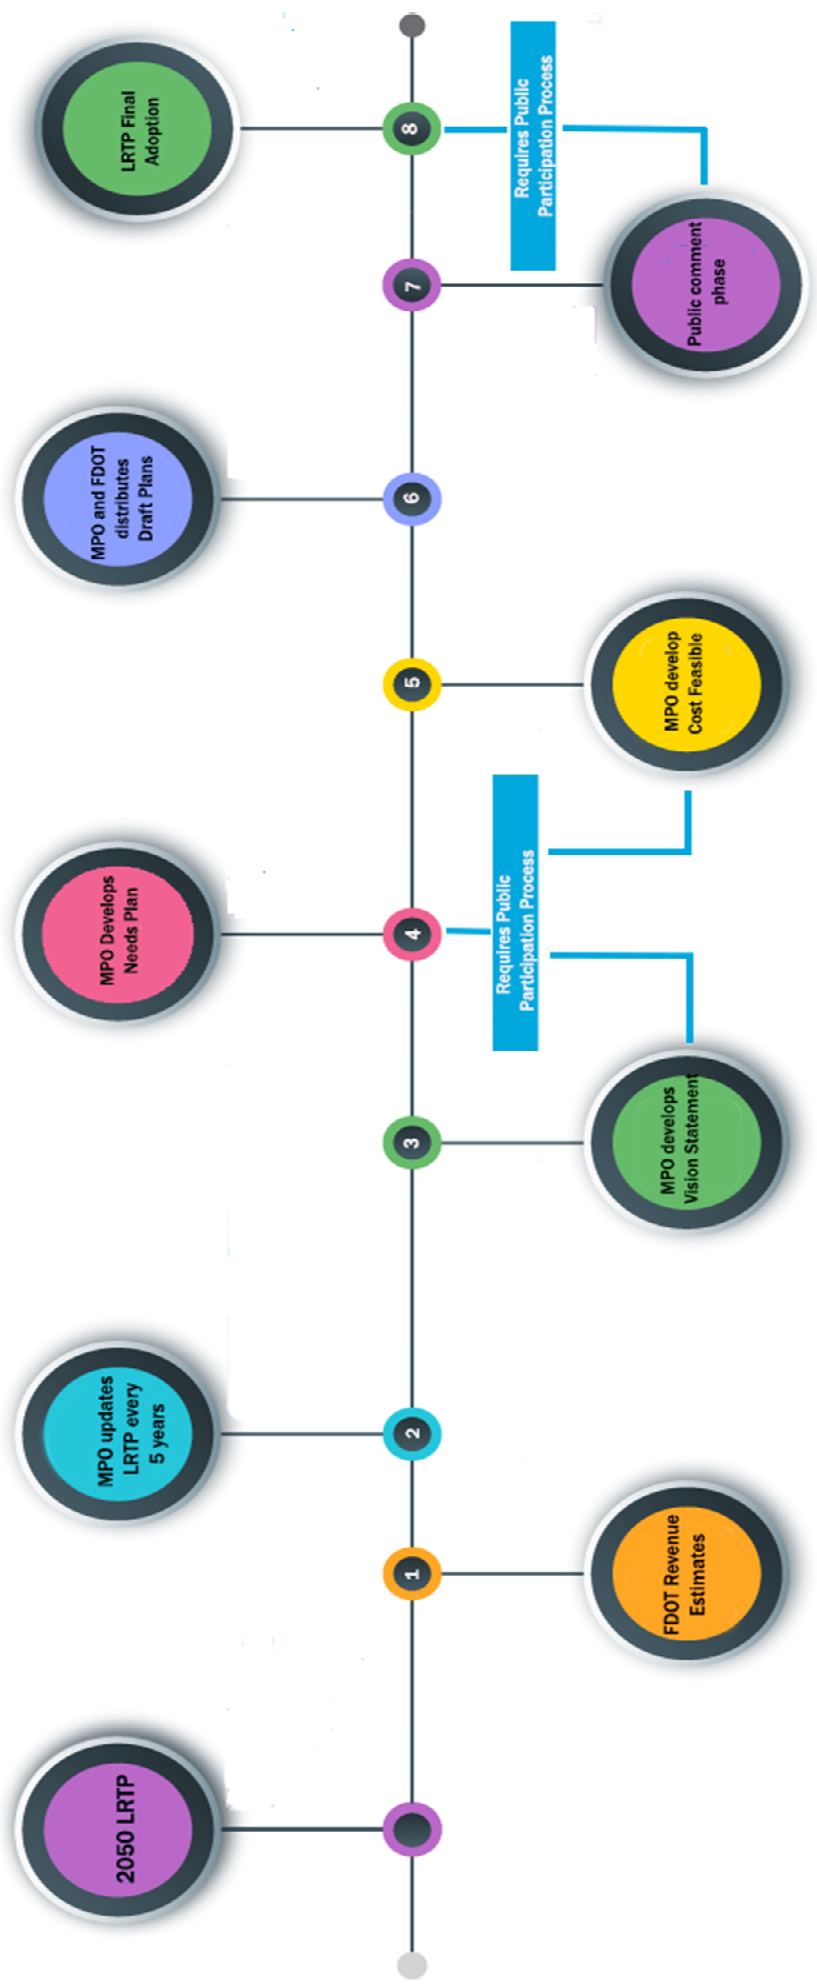 2050 LRTP
1
FDOT Revenue
Estimates
2
MPO updates
LRTP every
5 years
3
MPO develops
Vision Statement
4
MPO Develops
Needs Plan
Requires Public
Participation Process
5
MPO develop
Cost Feasible
6
MPO and FDOT
distributes
Draft Plans
7
Public comment
phase
8
LRTP Final
Adoption
Requires Public
Participation Process